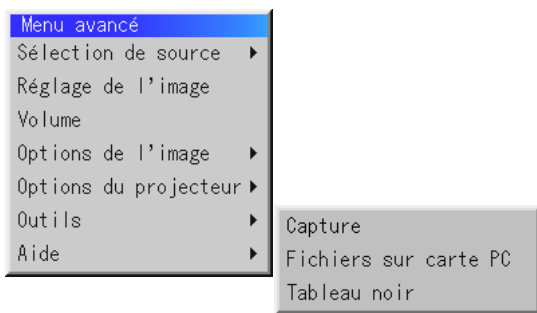 Menu avancé
Sélection de source
Réglage de l'image
Volume
Options de l'image
Options du projecteur
Outils
Aide
Capture
Fichiers sur carte PC
Tableau noir